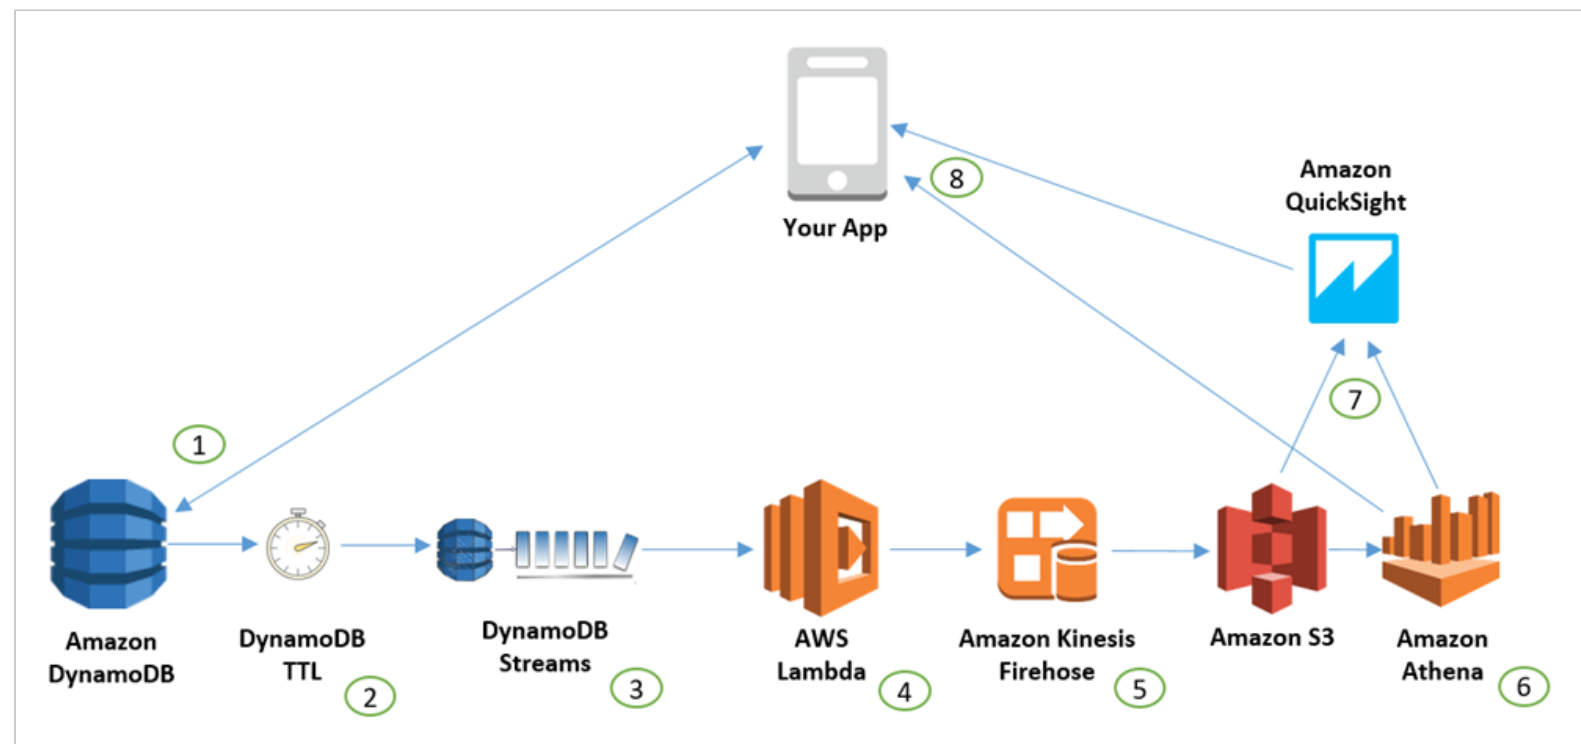 8
Your App
Amazon
QuickSight
7
1
Amazon
DynamoDB
DynamoDB
TTL
2
DynamoDB
Streams
3
AWS
Lambda
4
Amazon Kinesis
Firehose
5
Amazon S3
Amazon
Athena
6